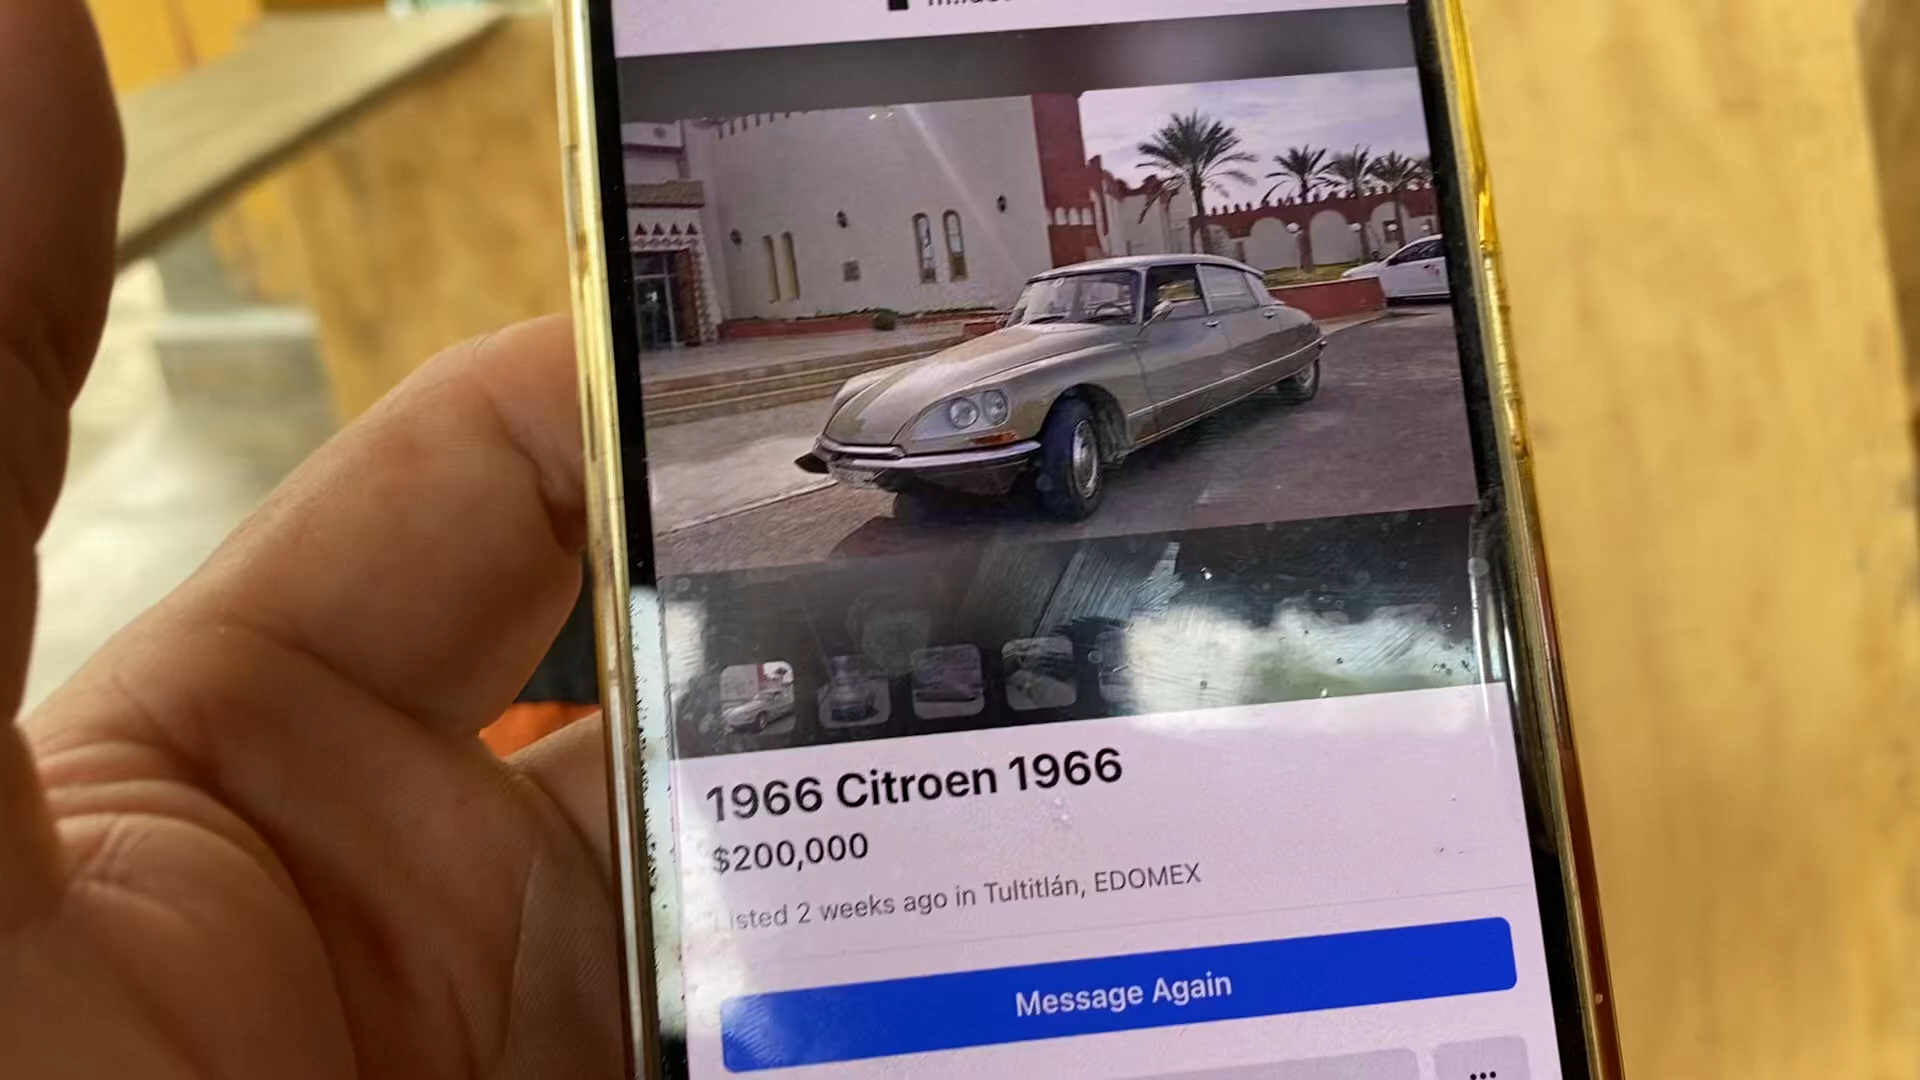 1966 Citroen 1966
$200,000
Listed 2 weeks ago in Tultitlán, EDOMEX
Message Again